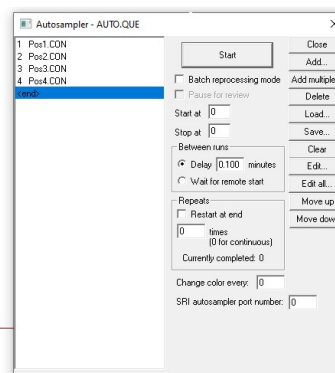 Autosampler - AUTO.QUE
1 Pos1.CON
2 Pos2.CON
3 Pos3.CON
4 Pos4.CON
<end>
Start
Batch reprocessing mode
Pause for review
Start at 0
Stop at 0
Between runs
Delay 0.100 minutes
Wait for remote start
Repeats
Restart at end
0 times
(0 for continuous)
Currently completed: 0
Change color every: 0
SRI autosampler port number: 0
Close
Add...
Add multiple
Delete
Load...
Save...
Clear
Edit...
Edit all...
Move up
Move dow